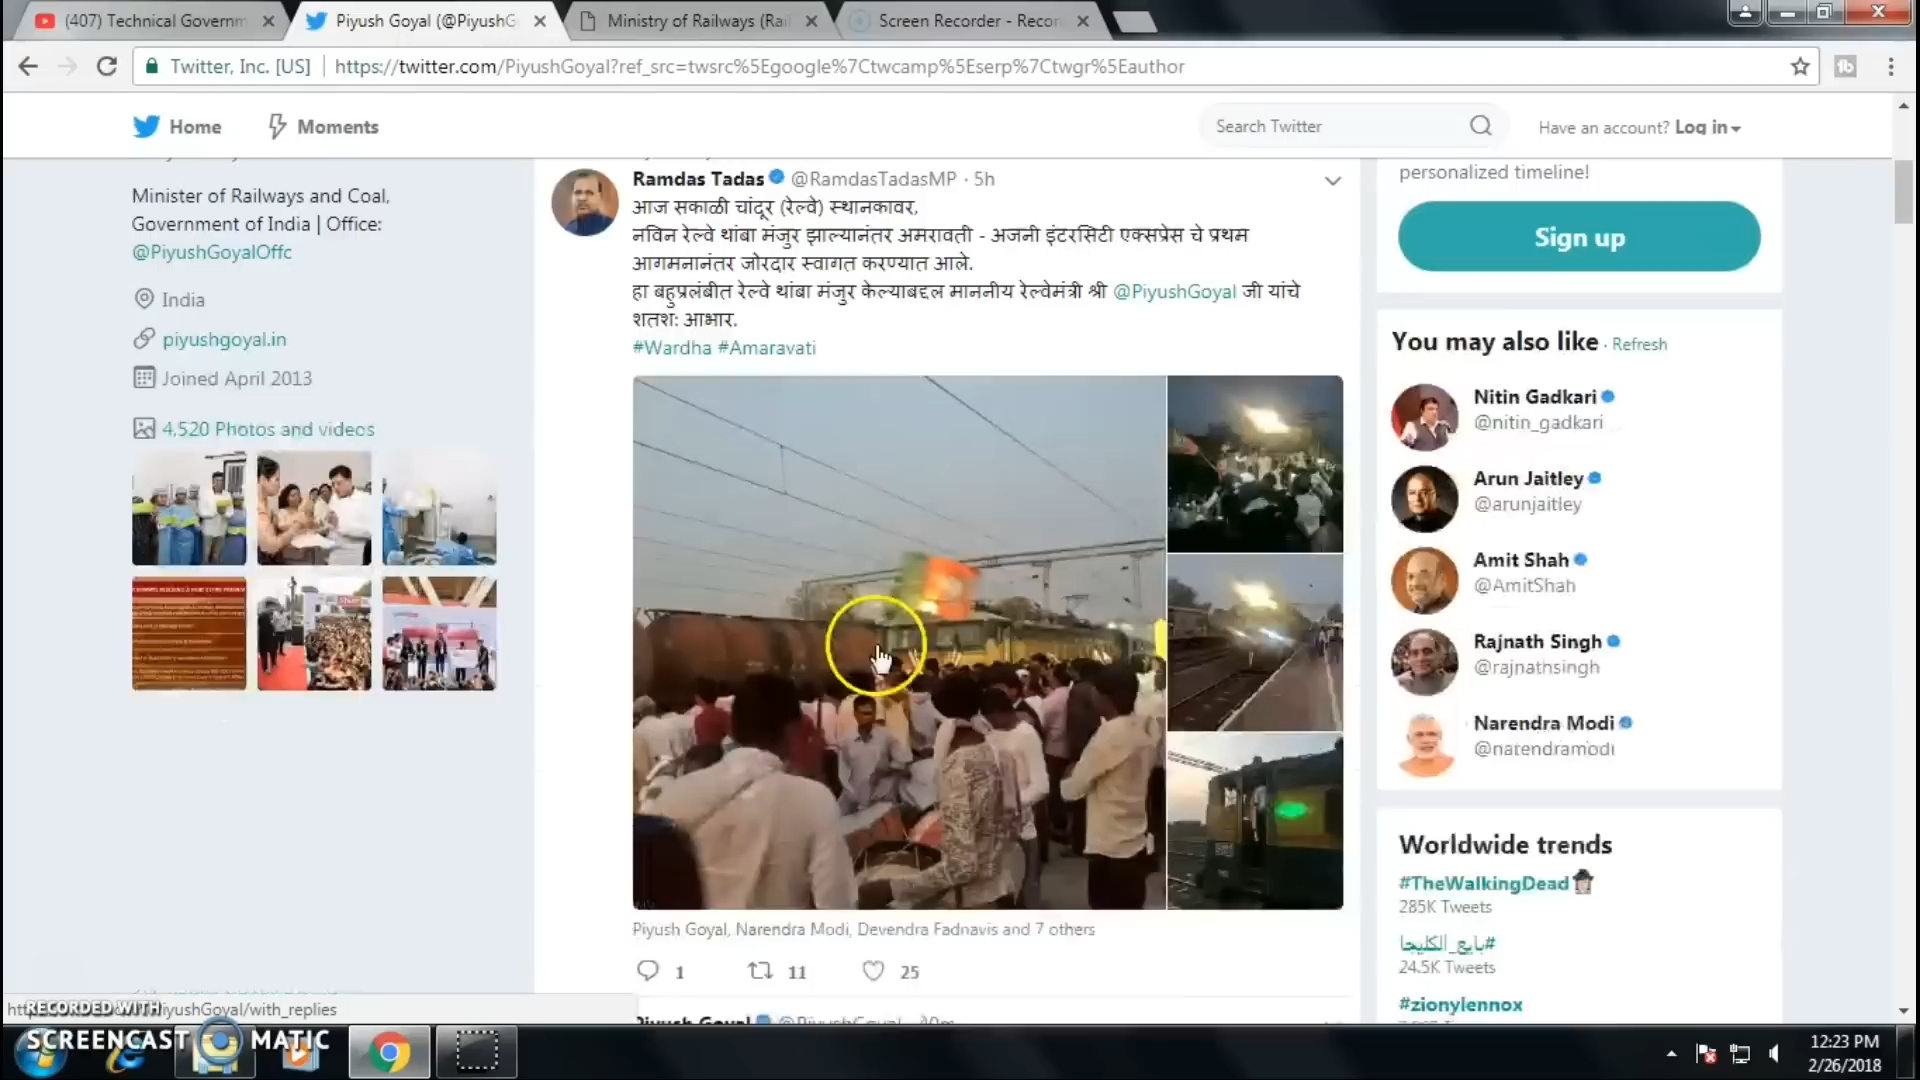 (407) Technical Governm
Piyush Goyal (@PiyushG
Ministry of Railways (Rail
Screen Recorder - Recor
Twitter, Inc. [US]
https://twitter.com/PiyushGoyal?ref_src=twsrc%5Egoogle%7Ctwcamp%5Eserp%7Ctwgr%5Eauthor
Home
Moments
Search Twitter
Have an account? Log in
Minister of Railways and Coal,
Government of India | Office:
@PiyushGoyalOffc
India
piyushgoyal.in
Joined April 2013
4,520 Photos and videos
Ramdas Tadas @RamdasTadasMP · 5h
आज सकाळी चांदूर (रेल्वे) स्थानकावर,
नविन रेल्वे थांबा मंजुर झाल्यानंतर अमरावती - अजनी इंटरसिटी एक्सप्रेस चे प्रथम
आगमनानंतर जोरदार स्वागत करण्यात आले.
हा बहुप्रलंबीत रेल्वे थांबा मंजुर केल्याबद्दल माननीय रेल्वेमंत्री श्री @PiyushGoyal जी यांचे
शतशः आभार.
#Wardha #Amaravati
Piyush Goyal, Narendra Modi, Devendra Fadnavis and 7 others
1
11
25
Piyush Goyal @PiyushGoyal
personalized timeline!
Sign up
You may also like · Refresh
Nitin Gadkari
@nitin_gadkari
Arun Jaitley
@arunjaitley
Amit Shah
@AmitShah
Rajnath Singh
@rajnathsingh
Narendra Modi
@narendramodi
Worldwide trends
#TheWalkingDead
285K Tweets
#بايع_الكليجا
24.5K Tweets
#zionylennox
iyushGoyal/with_replies
RECORDED WITH
SCREENCAST MATIC
12:23 PM
2/26/2018